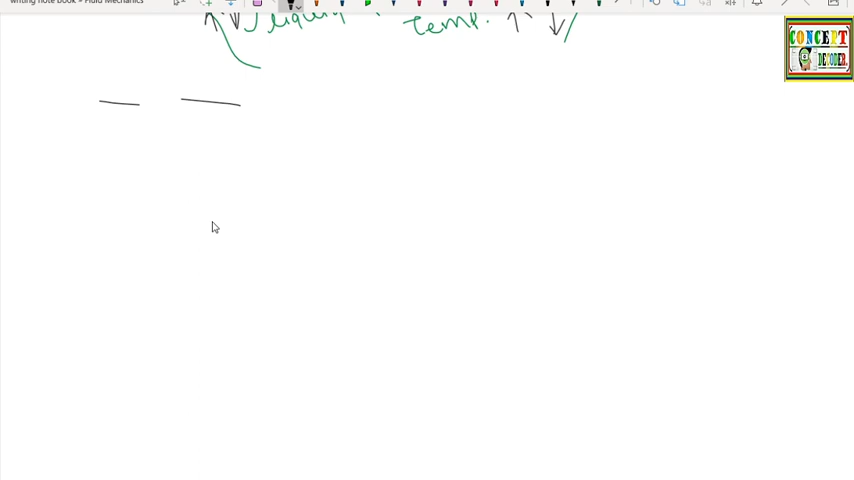 writing note book » Fluid Mechanics
liquid
temp. ↑ ↓
CONCEPT
DECODER.